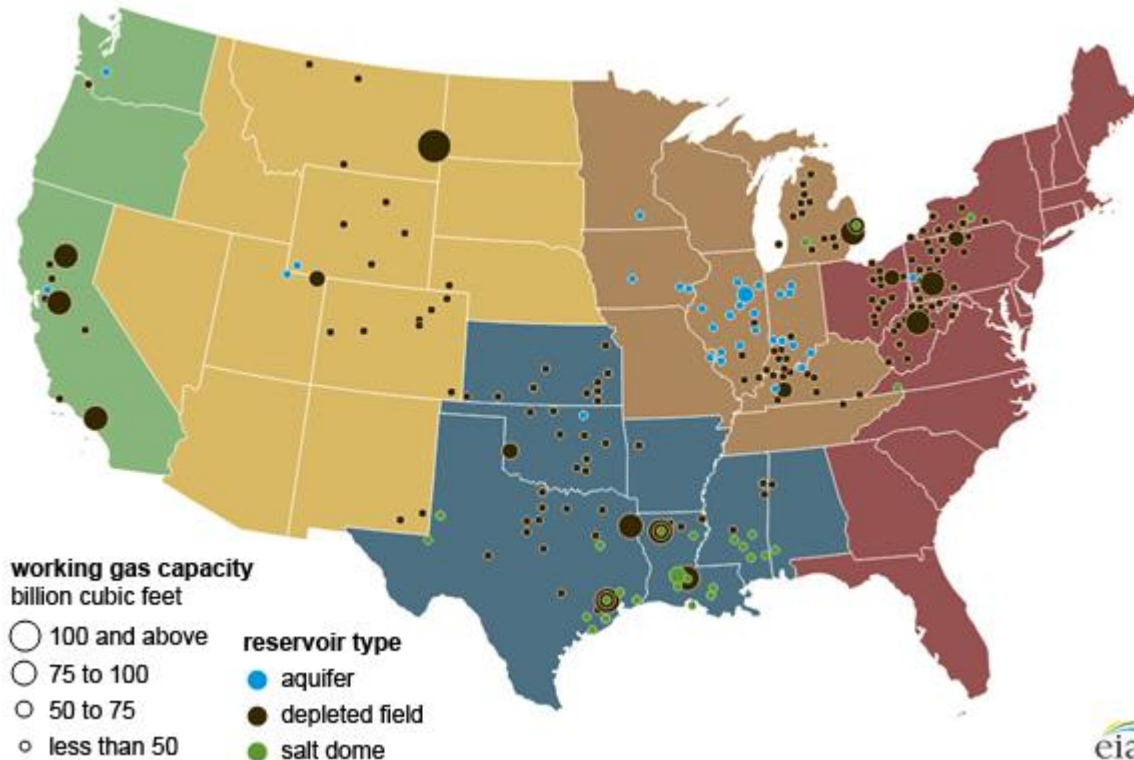 working gas capacity
billion cubic feet
100 and above
75 to 100
50 to 75
less than 50
reservoir type
aquifer
depleted field
salt dome
eia